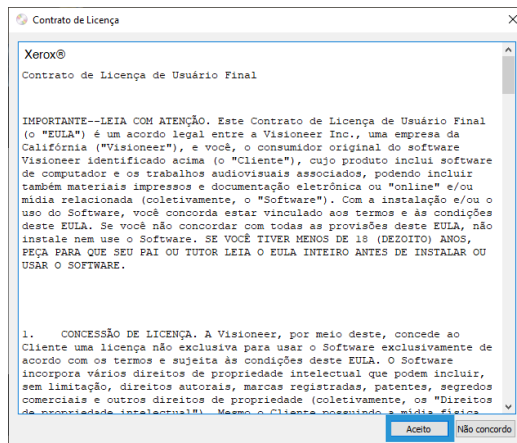 Contrato de Licença
Xerox®
Contrato de Licença de Usuário Final
IMPORTANTE--LEIA COM ATENÇÃO. Este Contrato de Licença de Usuário Final
(o "EULA") é um acordo legal entre a Visioneer Inc., uma empresa da
Califórnia ("Visioneer"), e você, o consumidor original do software
Visioneer identificado acima (o "Cliente"), cujo produto inclui software
de computador e os trabalhos audiovisuais associados, podendo incluir
também materiais impressos e documentação eletrônica ou "online" e/ou
mídia relacionada (coletivamente, o "Software"). Com a instalação e/ou o
uso do Software, você concorda estar vinculado aos termos e às condições
deste EULA. Se você não concordar com todas as provisões deste EULA, não
instale nem use o Software. SE VOCÊ TIVER MENOS DE 18 (DEZOITO) ANOS,
PEÇA PARA QUE SEU PAI OU TUTOR LEIA O EULA INTEIRO ANTES DE INSTALAR OU
USAR O SOFTWARE.
1. CONCESSÃO DE LICENÇA. A Visioneer, por meio deste, concede ao
Cliente uma licença não exclusiva para usar o Software exclusivamente de
acordo com os termos e sujeita às condições deste EULA. O Software
incorpora vários direitos de propriedade intelectual que podem incluir,
sem limitação, direitos autorais, marcas registradas, patentes, segredos
comerciais e outros direitos de propriedade (coletivamente, os "Direitos
de propriedade intelectual"). Mesmo o Cliente possuindo a mídia física
Aceito
Não concordo